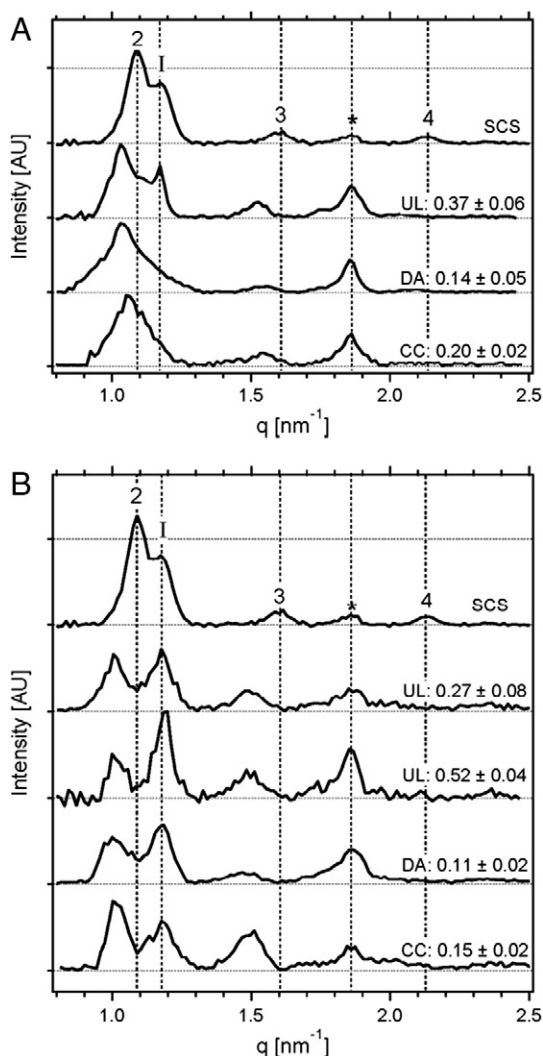 A
Intensity [AU]
2
I
3
*
4
SCS
UL: 0.37 ± 0.06
DA: 0.14 ± 0.05
CC: 0.20 ± 0.02
1.0 1.5 2.0 2.5
q [nm⁻¹]
B
Intensity [AU]
2
I
3
*
4
SCS
UL: 0.27 ± 0.08
UL: 0.52 ± 0.04
DA: 0.11 ± 0.02
CC: 0.15 ± 0.02
1.0 1.5 2.0 2.5
q [nm⁻¹]